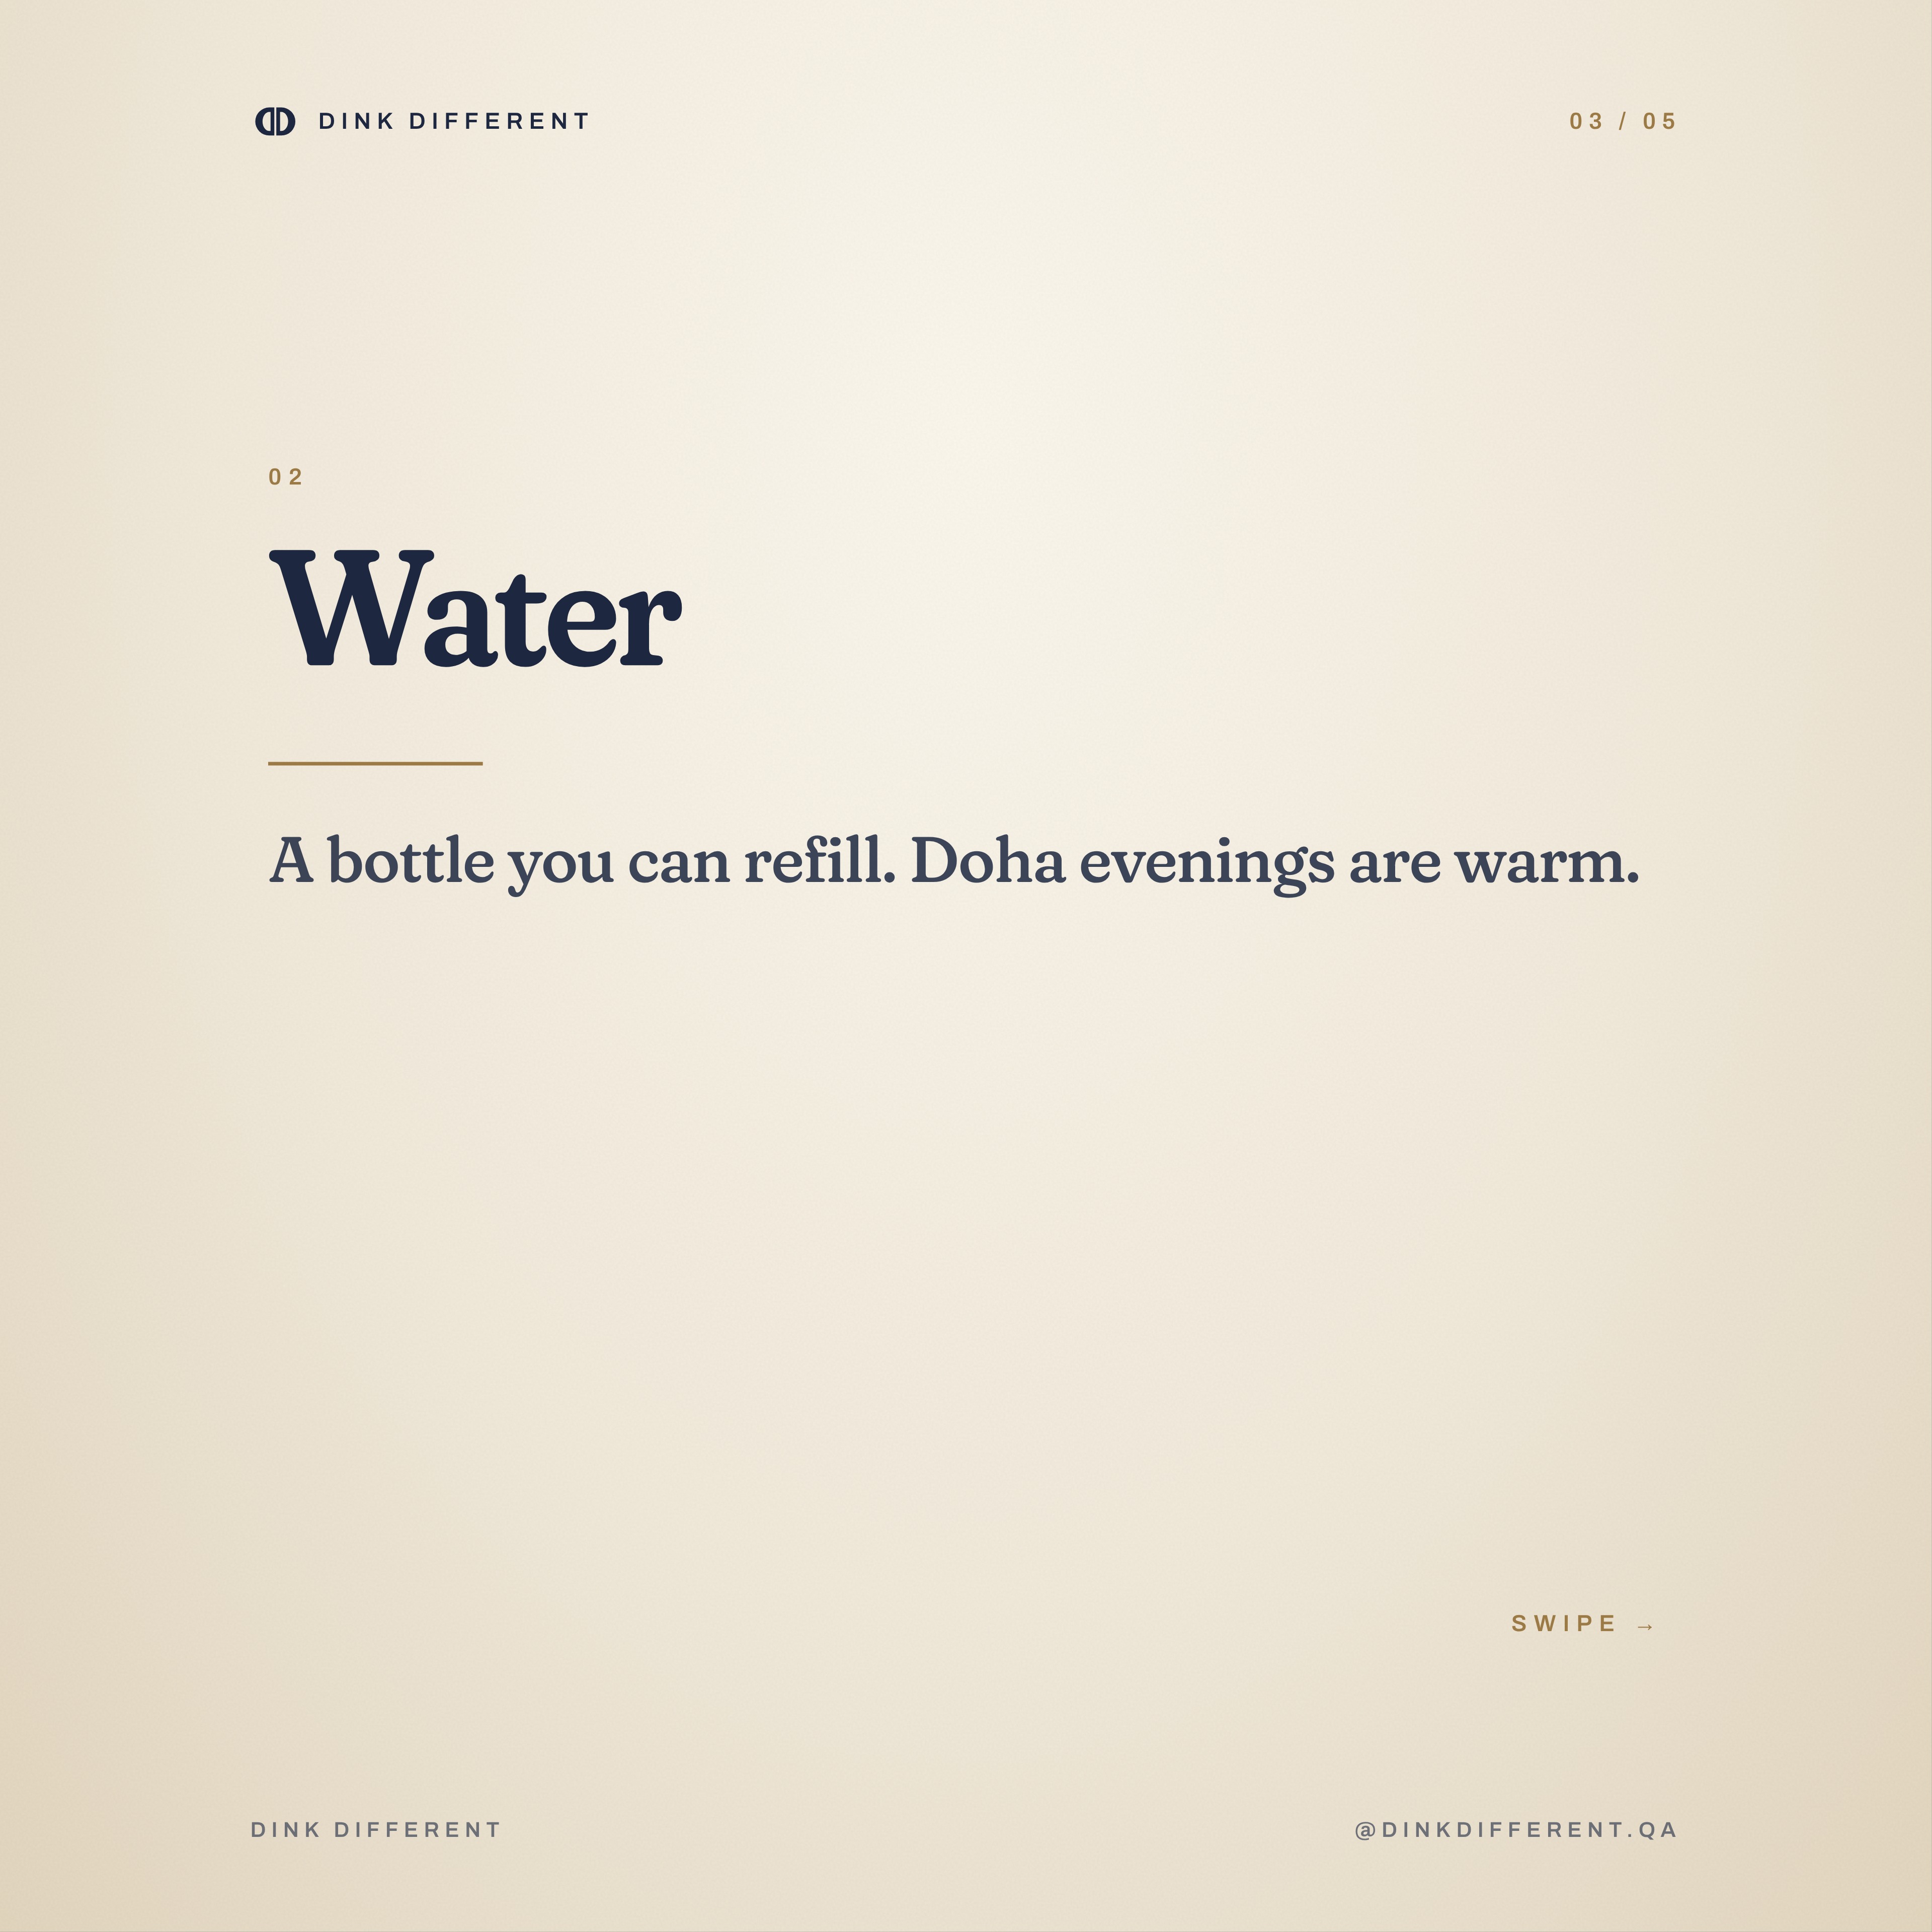 DINK DIFFERENT
03 / 05
02
Water
A bottle you can refill. Doha evenings are warm.
SWIPE →
DINK DIFFERENT
@DINKDIFFERENT.QA